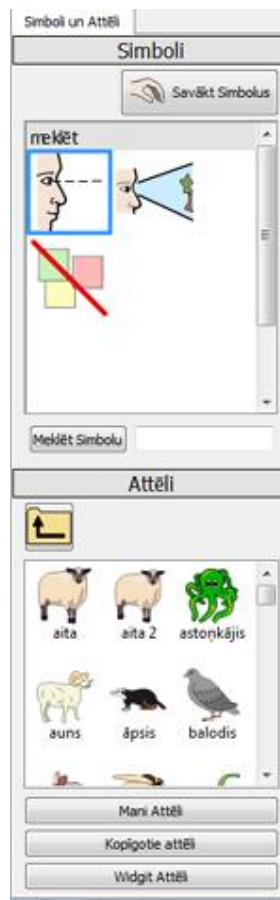 Simboli un Attēli
Simboli
Savākt Simbolus
meklēt
Meklēt Simbolu
Attēli
aita aita 2 astoņkājis
auns āpsis balodis
Mani Attēli
Kopīgotie attēli
Widgit Attēli